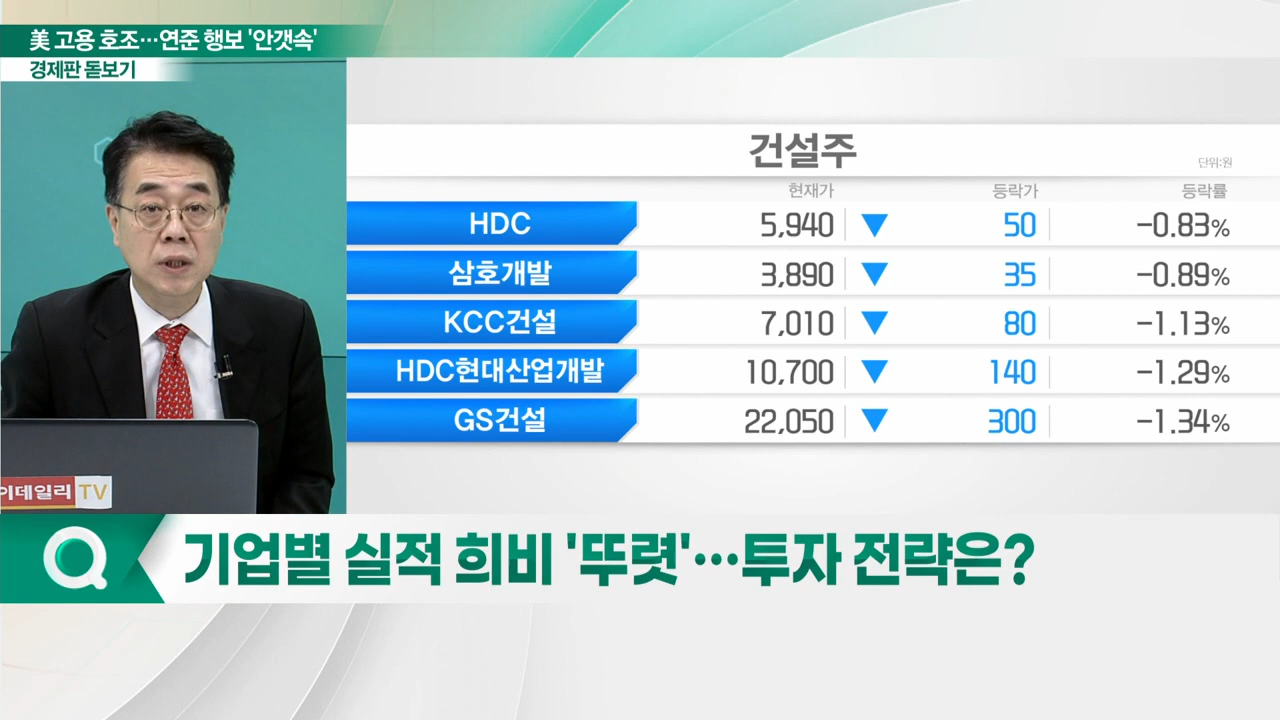 美 고용 호조…연준 행보 '안갯속'
경제판 돋보기
건설주
단위:원
현재가 등락가 등락률
HDC 5,940 ▼ 50 -0.83%
삼호개발 3,890 ▼ 35 -0.89%
KCC건설 7,010 ▼ 80 -1.13%
HDC현대산업개발 10,700 ▼ 140 -1.29%
GS건설 22,050 ▼ 300 -1.34%
이데일리 TV
기업별 실적 희비 '뚜렷'…투자 전략은?